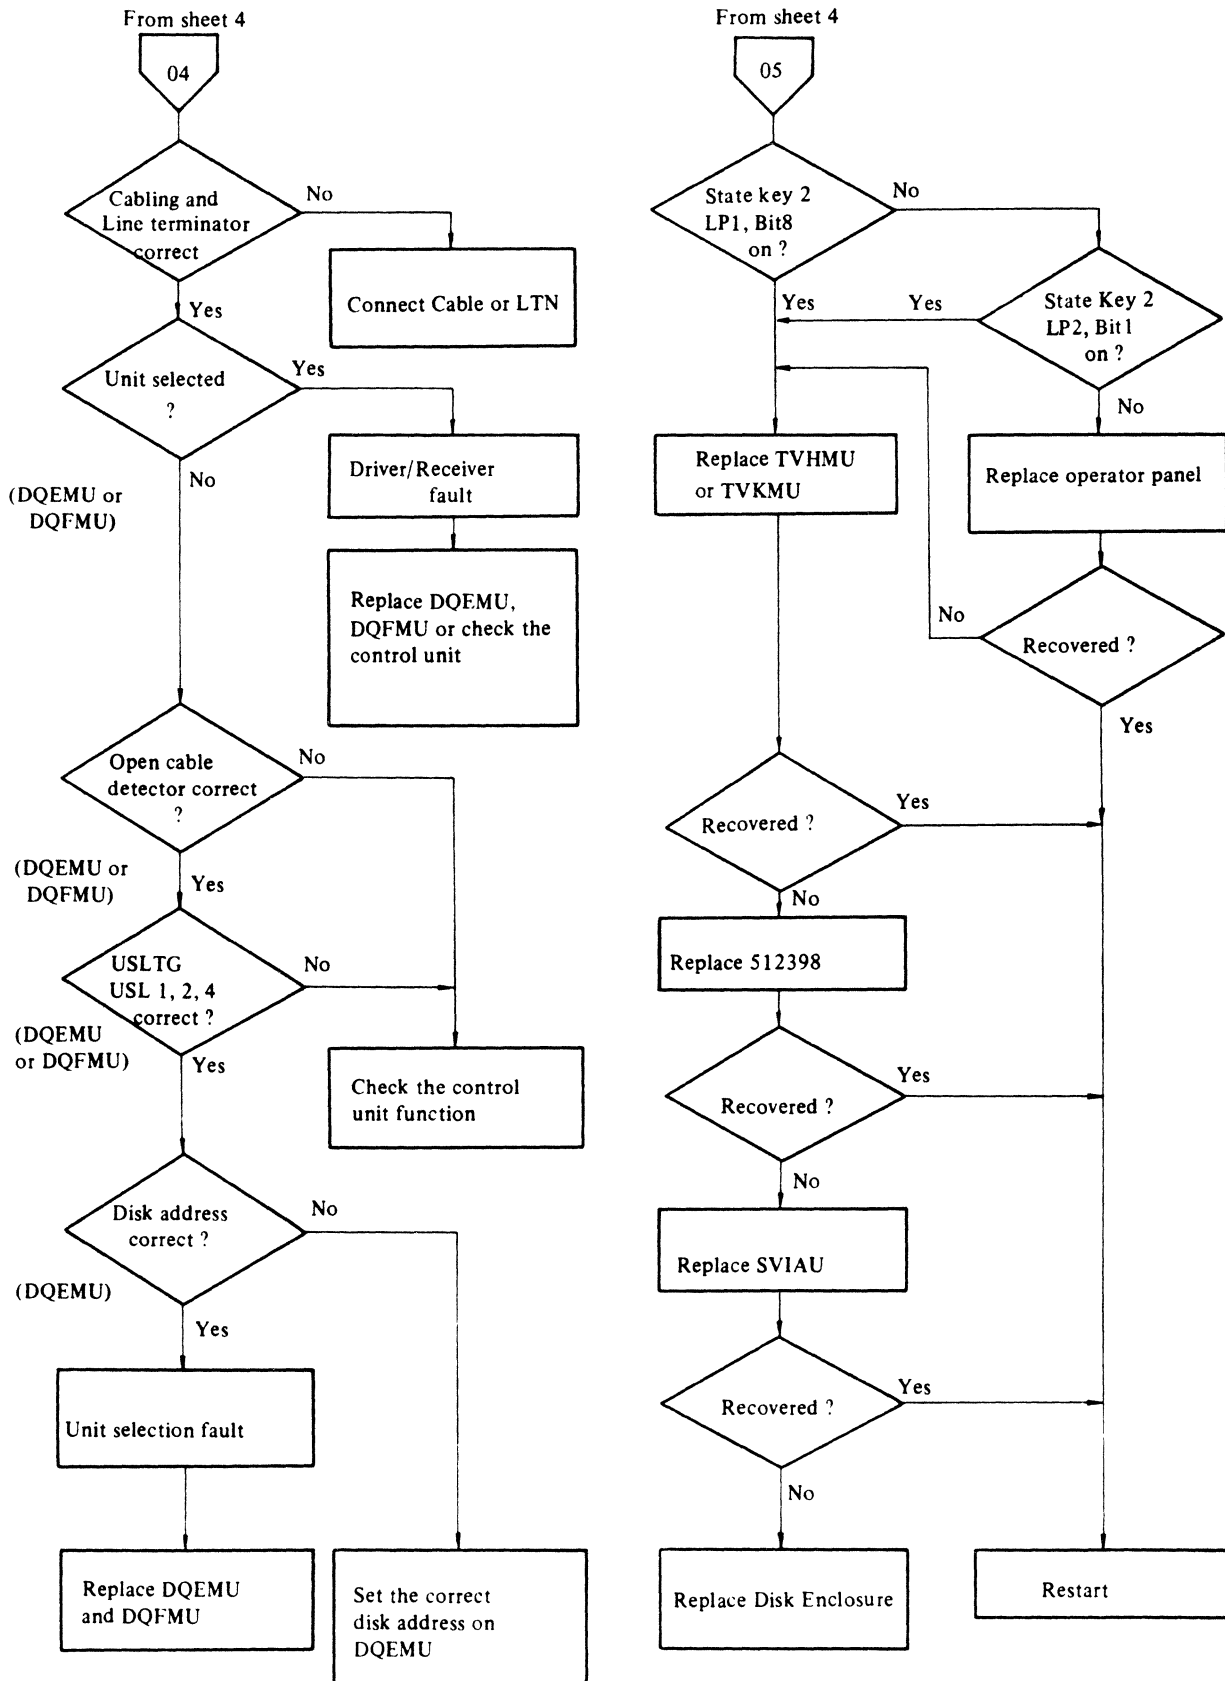 From sheet 4
04
Cabling and
Line terminator
correct
No
Connect Cable or LTN
Yes
Unit selected
?
Yes
Driver/Receiver
fault
Replace DQEMU,
DQFMU or check the
control unit
No
(DQEMU or
DQFMU)
Open cable
detector correct
?
No
(DQEMU or
DQFMU)
Yes
USLTG
USL 1, 2, 4
correct ?
No
(DQEMU
or DQFMU)
Yes
Check the control
unit function
Disk address
correct ?
No
(DQEMU)
Yes
Unit selection fault
Replace DQEMU
and DQFMU
Set the correct
disk address on
DQEMU
From sheet 4
05
State key 2
LP1, Bit8
on ?
No
Yes
Yes
State Key 2
LP2, Bit1
on ?
No
Replace TVHMU
or TVKMU
Replace operator panel
No
Recovered ?
Yes
Recovered ?
Yes
No
Replace 512398
Recovered ?
Yes
No
Replace SVIAU
Recovered ?
Yes
No
Replace Disk Enclosure
Restart